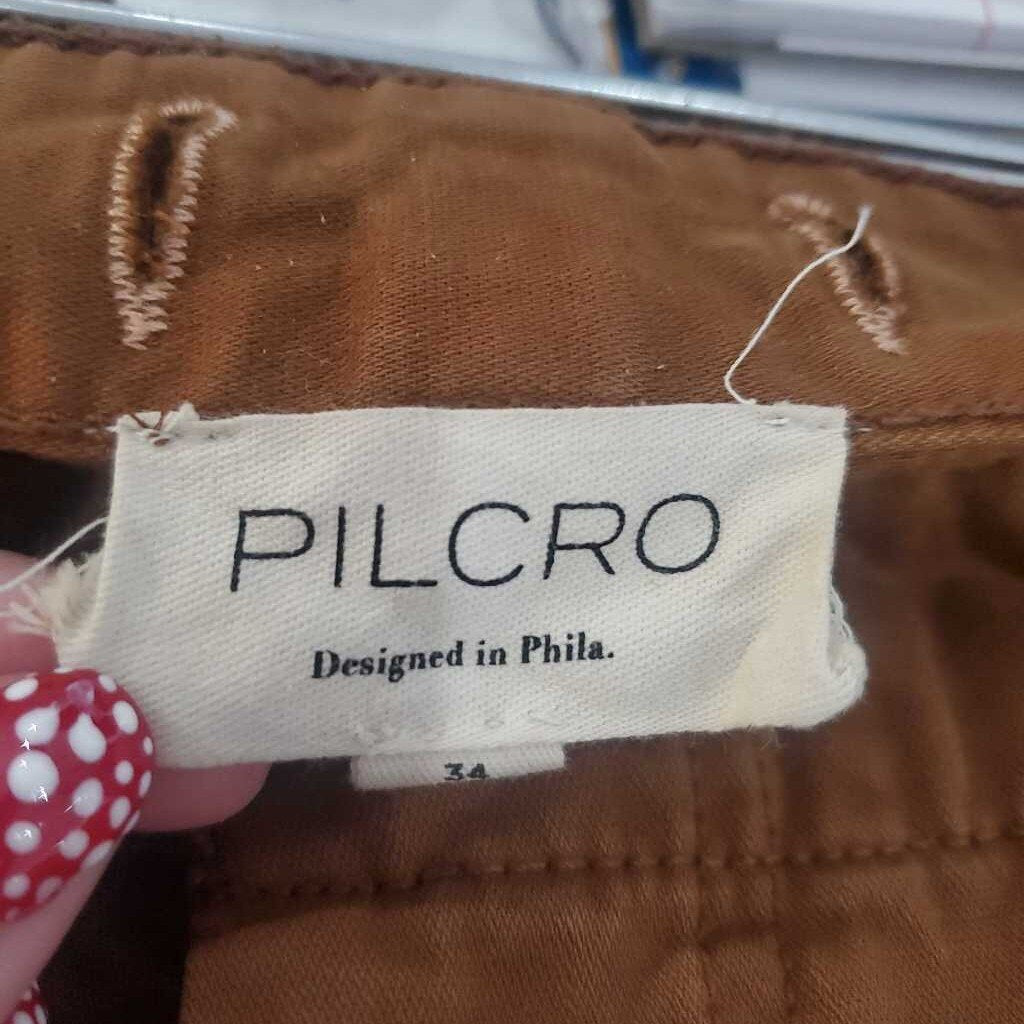 PILCRO
Designed in Phila.
34